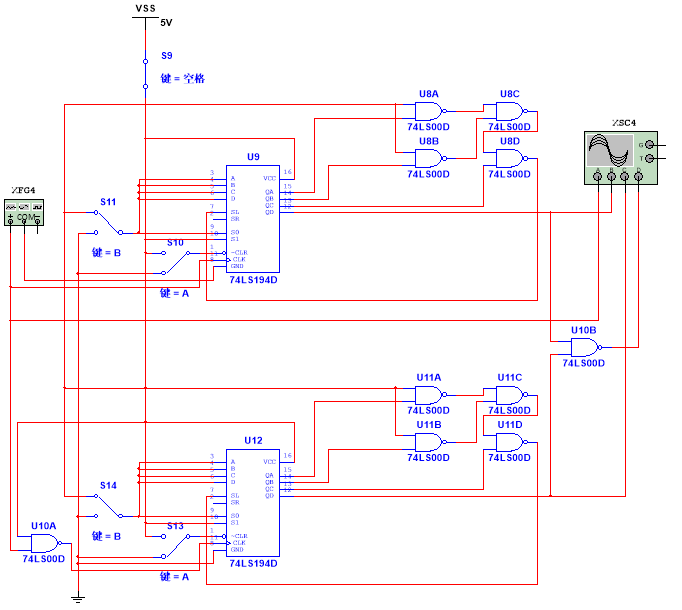 VSS
5V
S9
键 = 空格
U8A
74LS00D
U8C
74LS00D
U8B
74LS00D
U8D
74LS00D
XSC4
G
T
A B C D
XFG4
+ COM -
S11
键 = B
S10
键 = A
U9
3 A VCC 16
4 B
5 C QA 15
6 D QB 14
QC 13
7 SL QD 12
2 SR
9 S0
10 S1
1 ~CLR
11 CLK
8 GND
74LS194D
U10B
74LS00D
U11A
74LS00D
U11C
74LS00D
U11B
74LS00D
U11D
74LS00D
U12
3 A VCC 16
4 B
5 C QA 15
6 D QB 14
QC 13
7 SL QD 12
2 SR
9 S0
10 S1
1 ~CLR
11 CLK
8 GND
74LS194D
S14
键 = B
S13
键 = A
U10A
74LS00D